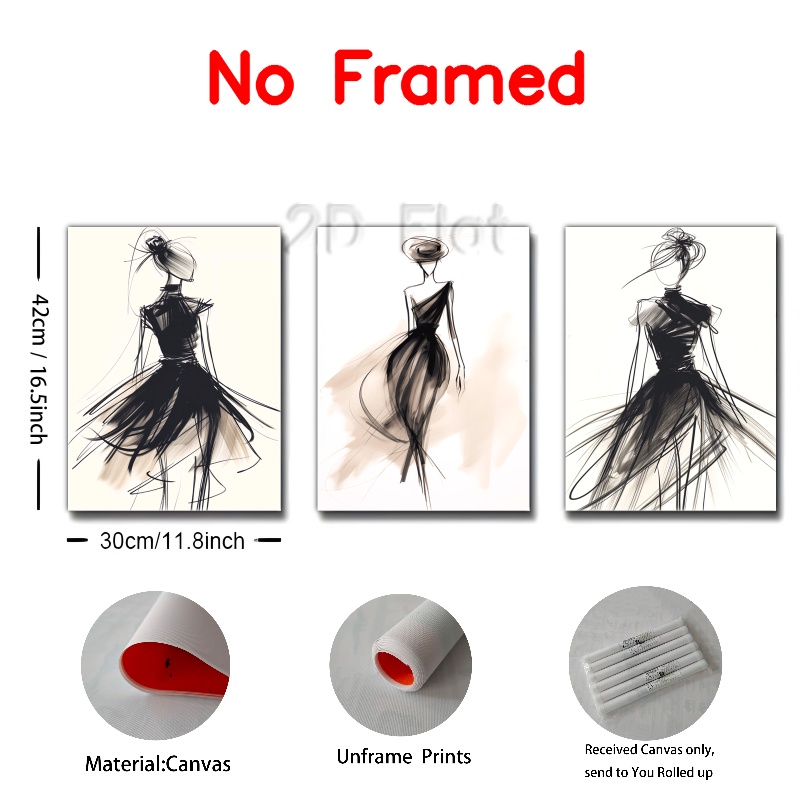 No Framed
2D Flat
42cm / 16.5inch
30cm/11.8inch
Material:Canvas
Unframe Prints
Received Canvas only,
send to You Rolled up